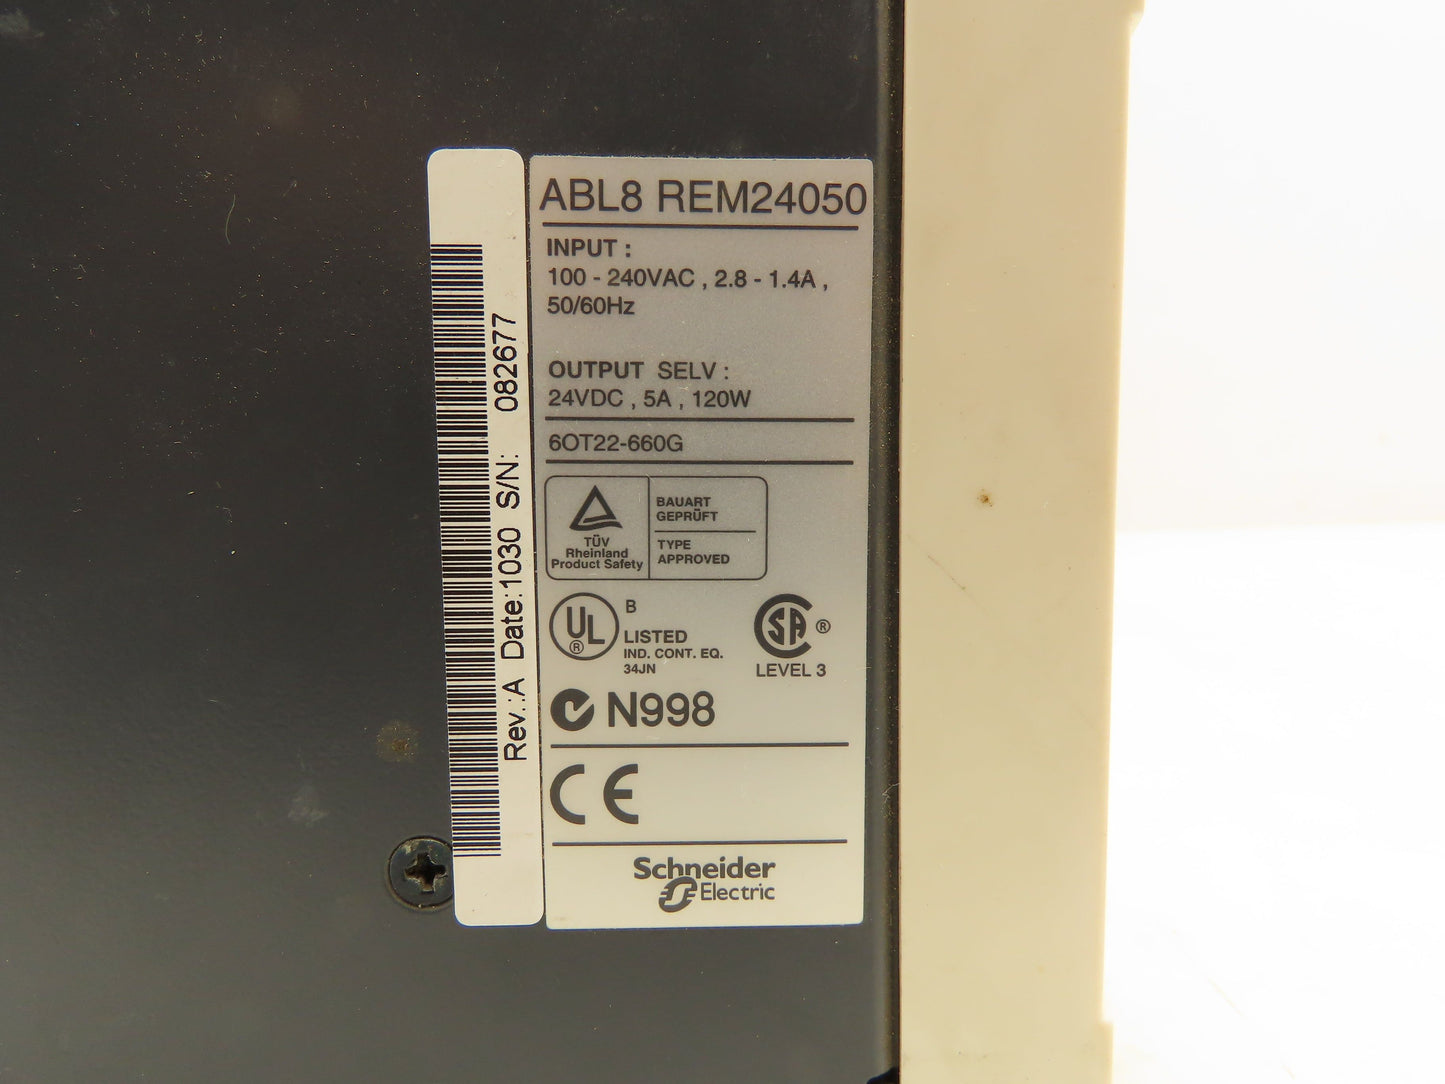 ABL8 REM24050
INPUT :
100 - 240VAC , 2.8 - 1.4A ,
50/60Hz
OUTPUT SELV :
24VDC , 5A , 120W
6OT22-660G
TÜV
Rheinland
Product Safety
BAUART
GEPRÜFT
TYPE
APPROVED
UL
®
B
LISTED
IND. CONT. EQ.
34JN
SA ®
LEVEL 3
N998
CE
Schneider
Electric
Rev.:A Date:1030 S/N: 082677